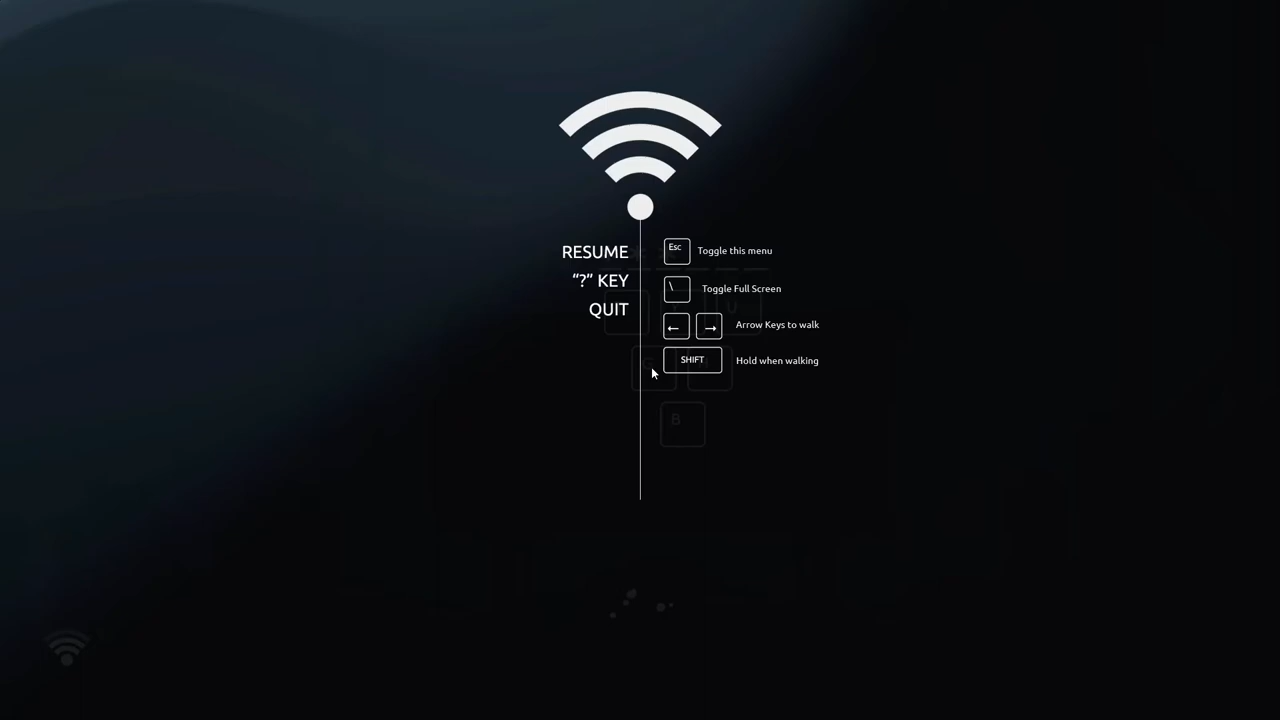 RESUME
“?” KEY
QUIT
Esc Toggle this menu
\ Toggle Full Screen
← → Arrow Keys to walk
SHIFT Hold when walking
B